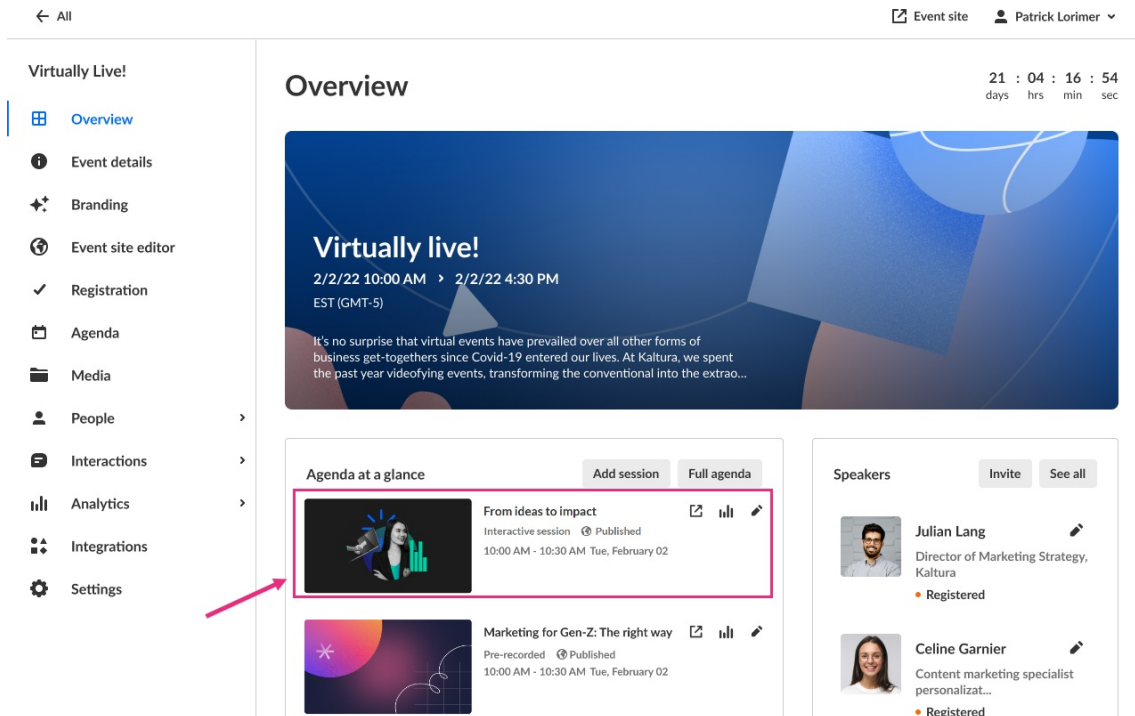 ← All
Event site
Patrick Lorimer
Virtually Live!
Overview
Event details
Branding
Event site editor
Registration
Agenda
Media
People
Interactions
Analytics
Integrations
Settings
Overview
21 : 04 : 16 : 54
days hrs min sec
Virtually live!
2/2/22 10:00 AM > 2/2/22 4:30 PM
EST (GMT-5)
It's no surprise that virtual events have prevailed over all other forms of
business get-togethers since Covid-19 entered our lives. At Kaltura, we spent
the past year videofying events, transforming the conventional into the extrao...
Agenda at a glance
Add session
Full agenda
From ideas to impact
Interactive session Published
10:00 AM - 10:30 AM Tue, February 02
Marketing for Gen-Z: The right way
Pre-recorded Published
10:00 AM - 10:30 AM Tue, February 02
Speakers
Invite
See all
Julian Lang
Director of Marketing Strategy,
Kaltura
• Registered
Celine Garnier
Content marketing specialist
personalizat...
• Registered